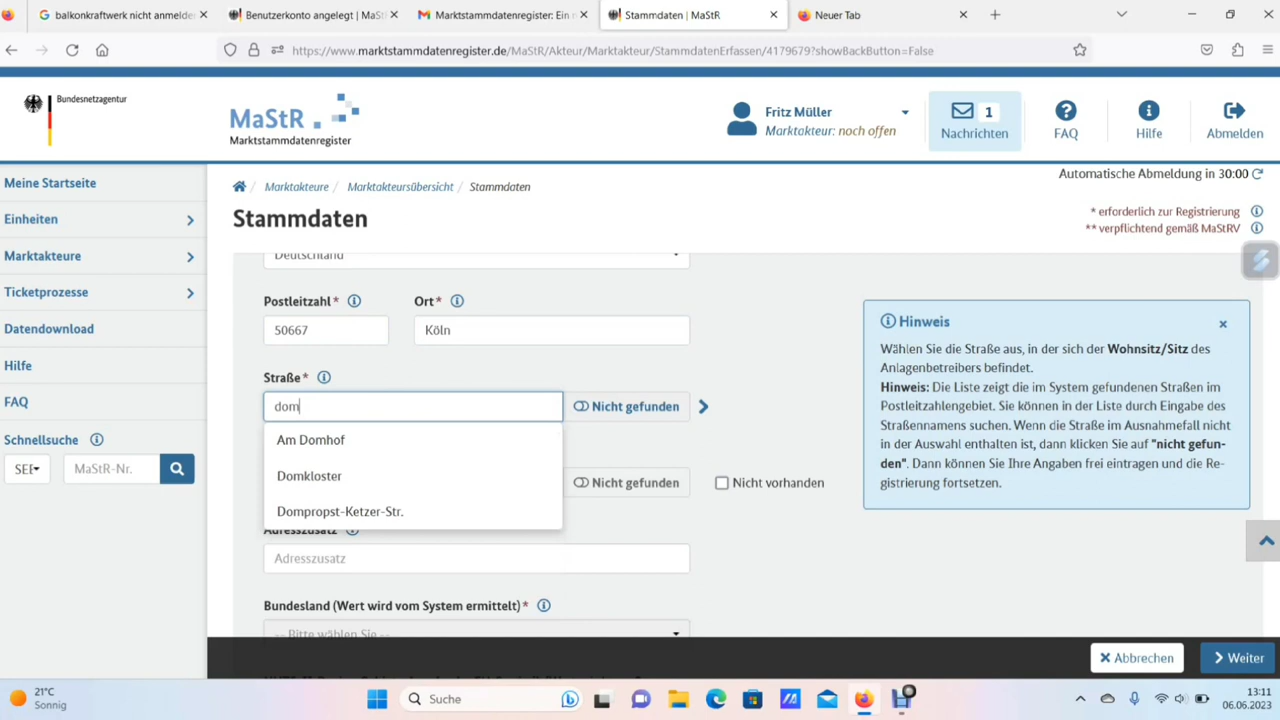 balkonkraftwerk nicht anmelden
Benutzerkonto angelegt | MaSt
Marktstammdatenregister: Ein n
Stammdaten | MaStR
Neuer Tab
https://www.marktstammdatenregister.de/MaStR/Akteur/Marktakteur/StammdatenErfassen/4179679?showBackButton=False
Bundesnetzagentur
MaStR
Marktstammdatenregister
Fritz Müller
Marktakteur: noch offen
1
Nachrichten
FAQ
Hilfe
Abmelden
Meine Startseite
Einheiten
Marktakteure
Ticketprozesse
Datendownload
Hilfe
FAQ
Schnellsuche
SEE
MaStR-Nr.
Marktakteure / Marktakteursübersicht / Stammdaten
Automatische Abmeldung in 30:00
Stammdaten
* erforderlich zur Registrierung
** verpflichtend gemäß MaStRV
Deutschland
Postleitzahl *
Ort *
50667
Köln
Straße *
dom
Nicht gefunden
Am Domhof
Domkloster
Dompropst-Ketzer-Str.
Nicht gefunden
Nicht vorhanden
Adresszusatz
Adresszusatz
Bundesland (Wert wird vom System ermittelt) *
-- Bitte wählen Sie --
Hinweis
Wählen Sie die Straße aus, in der sich der Wohnsitz/Sitz des
Anlagenbetreibers befindet.
Hinweis: Die Liste zeigt die im System gefundenen Straßen im
Postleitzahlengebiet. Sie können in der Liste durch Eingabe des
Straßennamens suchen. Wenn die Straße im Ausnahmefall nicht
in der Auswahl enthalten ist, dann klicken Sie auf "nicht gefun-
den". Dann können Sie Ihre Angaben frei eintragen und die Re-
gistrierung fortsetzen.
Abbrechen
Weiter
21°C
Sonnig
Suche
13:11
06.06.2023